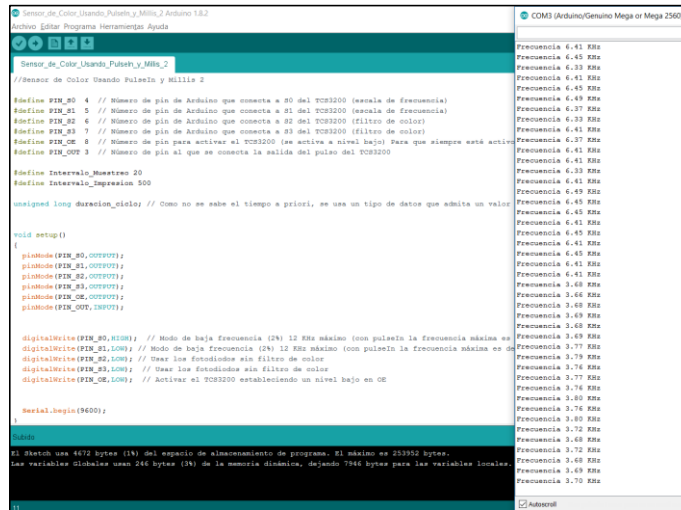 Sensor_de_Color_Usando_PulseIn_y_Millis_2 Arduino 1.8.2
Archivo Editar Programa Herramientas Ayuda
Sensor_de_Color_Usando_PulseIn_y_Millis_2
//Sensor de Color Usando PulseIn y Millis 2
#define PIN_S0 4 // Número de pin de Arduino que conecta a S0 del TCS3200 (escala de frecuencia)
#define PIN_S1 5 // Número de pin de Arduino que conecta a S1 del TCS3200 (escala de frecuencia)
#define PIN_S2 6 // Número de pin de Arduino que conecta a S2 del TCS3200 (filtro de color)
#define PIN_S3 7 // Número de pin de Arduino que conecta a S3 del TCS3200 (filtro de color)
#define PIN_OE 8 // Número de pin para activar el TCS3200 (se activa a nivel bajo) Para que siempre esté activo
#define PIN_OUT 3 // Número de pin al que se conecta la salida del pulso del TCS3200
#define Intervalo_Muestreo 20
#define Intervalo_Impresion 500
unsigned long duracion_ciclo; // Como no se sabe el tiempo a priori, se usa un tipo de datos que admita un valor
void setup()
{
pinMode(PIN_S0,OUTPUT);
pinMode(PIN_S1,OUTPUT);
pinMode(PIN_S2,OUTPUT);
pinMode(PIN_S3,OUTPUT);
pinMode(PIN_OE,OUTPUT);
pinMode(PIN_OUT,INPUT);
digitalWrite(PIN_S0,HIGH); // Modo de baja frecuencia (2%) 12 KHz máximo (con pulseIn la frecuencia máxima es
digitalWrite(PIN_S1,LOW); // Modo de baja frecuencia (2%) 12 KHz máximo (con pulseIn la frecuencia máxima es de
digitalWrite(PIN_S2,LOW); // Usar los fotodiodos sin filtro de color
digitalWrite(PIN_S3,LOW); // Usar los fotodiodos sin filtro de color
digitalWrite(PIN_OE,LOW); // Activar el TCS3200 estableciendo un nivel bajo en OE
Serial.begin(9600);
}
Subido
El Sketch usa 4672 bytes (1%) del espacio de almacenamiento de programa. El máximo es 253952 bytes.
Las variables Globales usan 246 bytes (3%) de la memoria dinámica, dejando 7946 bytes para las variables locales.
11
COM3 (Arduino/Genuino Mega or Mega 2560)
Frecuencia 6.41 KHz
Frecuencia 6.45 KHz
Frecuencia 6.33 KHz
Frecuencia 6.41 KHz
Frecuencia 6.45 KHz
Frecuencia 6.49 KHz
Frecuencia 6.37 KHz
Frecuencia 6.33 KHz
Frecuencia 6.41 KHz
Frecuencia 6.37 KHz
Frecuencia 6.41 KHz
Frecuencia 6.41 KHz
Frecuencia 6.33 KHz
Frecuencia 6.41 KHz
Frecuencia 6.49 KHz
Frecuencia 6.45 KHz
Frecuencia 6.45 KHz
Frecuencia 6.41 KHz
Frecuencia 6.45 KHz
Frecuencia 6.41 KHz
Frecuencia 6.45 KHz
Frecuencia 6.41 KHz
Frecuencia 6.41 KHz
Frecuencia 3.68 KHz
Frecuencia 3.66 KHz
Frecuencia 3.68 KHz
Frecuencia 3.69 KHz
Frecuencia 3.68 KHz
Frecuencia 3.69 KHz
Frecuencia 3.77 KHz
Frecuencia 3.79 KHz
Frecuencia 3.76 KHz
Frecuencia 3.77 KHz
Frecuencia 3.76 KHz
Frecuencia 3.80 KHz
Frecuencia 3.76 KHz
Frecuencia 3.80 KHz
Frecuencia 3.72 KHz
Frecuencia 3.68 KHz
Frecuencia 3.72 KHz
Frecuencia 3.76 KHz
Frecuencia 3.68 KHz
Frecuencia 3.69 KHz
Frecuencia 3.70 KHz
Autoscroll